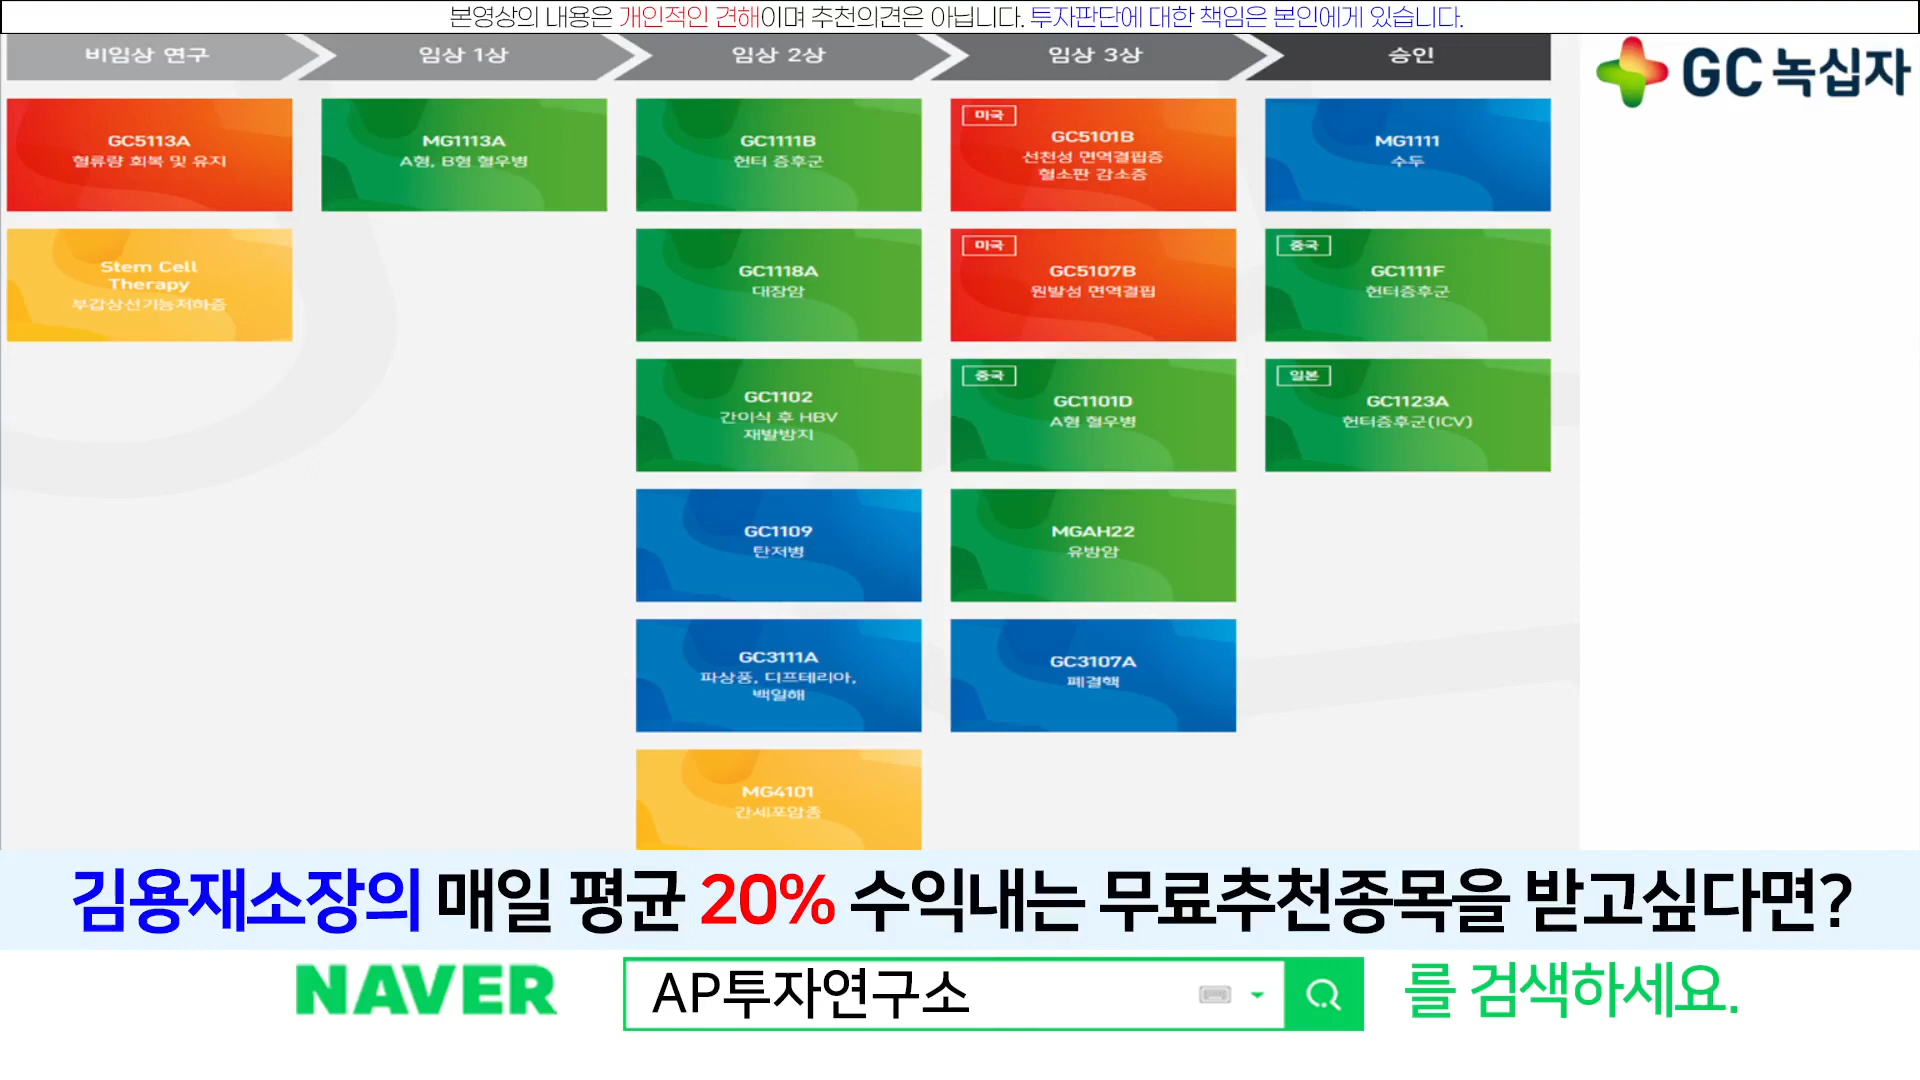 본영상의 내용은 개인적인 견해이며 추천의견은 아닙니다. 투자판단에 대한 책임은 본인에게 있습니다.
비임상 연구
임상 1상
임상 2상
임상 3상
승인
GC 녹십자
GC5113A
혈류량 회복 및 유지
MG1113A
A형, B형 혈우병
GC1111B
헌터 증후군
미국
GC5101B
선천성 면역결핍증
혈소판 감소증
MG1111
수두
Stem Cell
Therapy
부갑상선기능저하증
GC1118A
대장암
미국
GC5107B
원발성 면역결핍
중국
GC1111F
헌터증후군
GC1102
간이식 후 HBV
재발방지
중국
GC1101D
A형 혈우병
일본
GC1123A
헌터증후군(ICV)
GC1109
탄저병
MGAH22
유방암
GC3111A
파상풍, 디프테리아,
백일해
GC3107A
폐결핵
MG4101
간세포암종
김용재소장의 매일 평균 20% 수익내는 무료추천종목을 받고싶다면?
NAVER AP투자연구소 를 검색하세요.